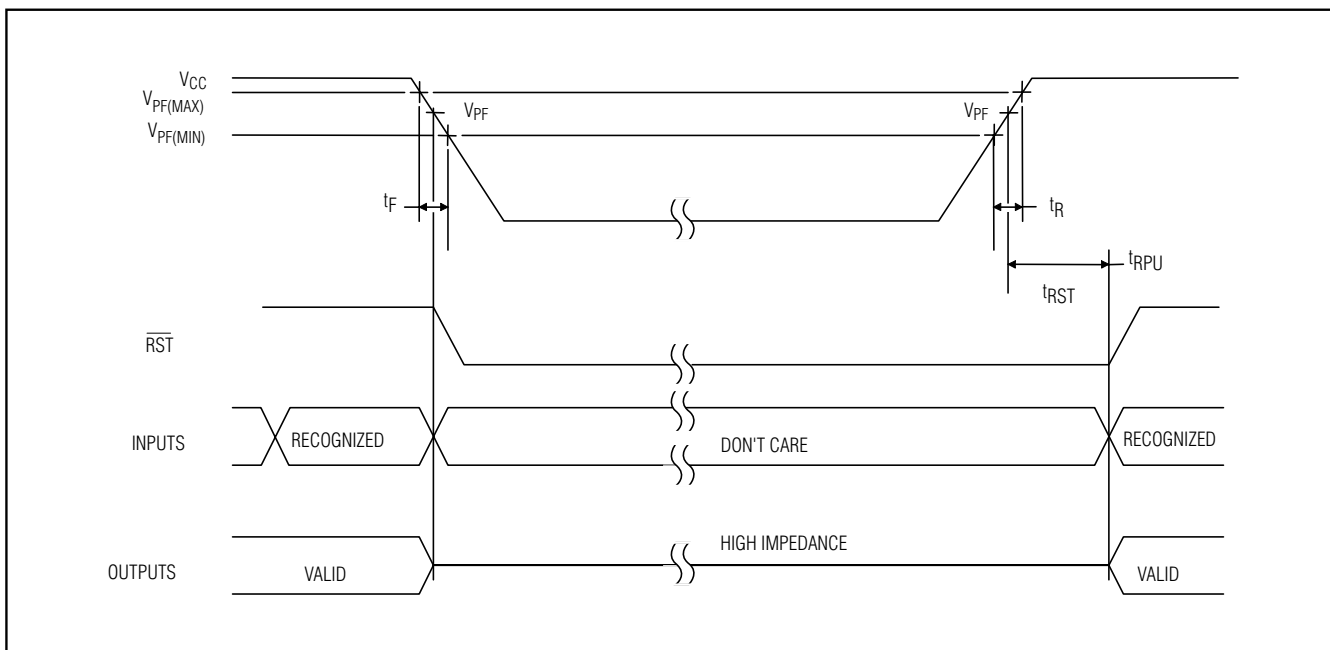 VCC
VPF(MAX)
VPF
VPF
VPF(MIN)
tF
tR
tRPU
tRST
RST
INPUTS
RECOGNIZED
DON'T CARE
RECOGNIZED
HIGH IMPEDANCE
OUTPUTS
VALID
VALID